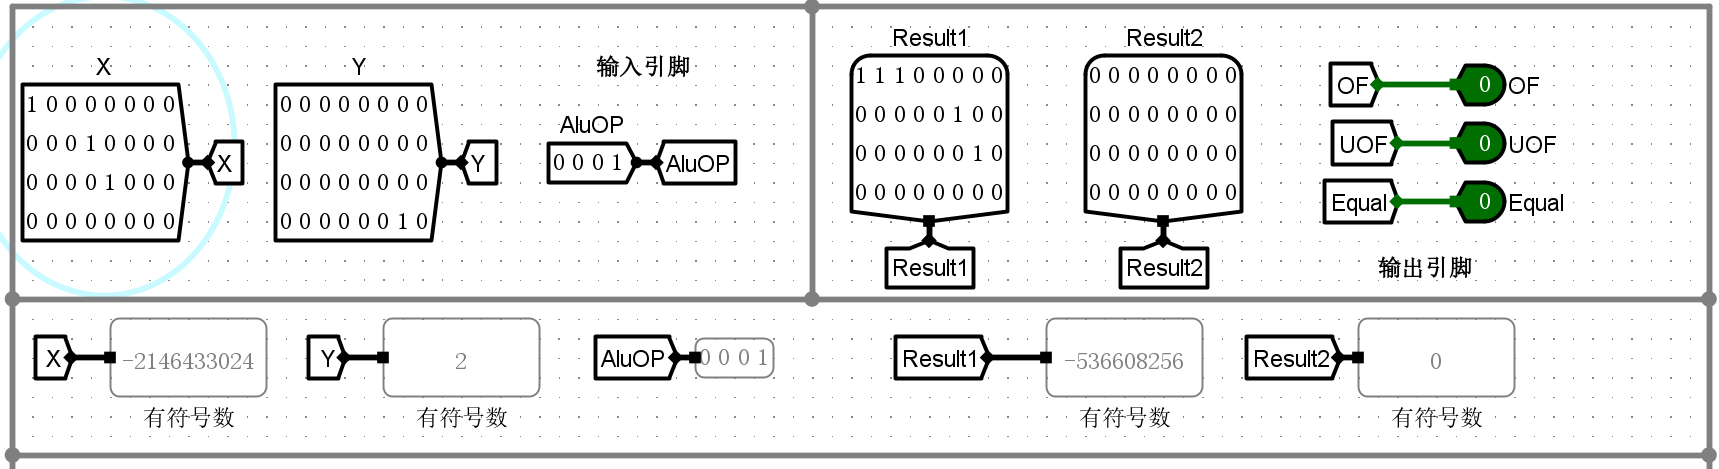 X
1 0 0 0 0 0 0 0
0 0 0 1 0 0 0 0
0 0 0 0 1 0 0 0
0 0 0 0 0 0 0 0
X
Y
0 0 0 0 0 0 0 0
0 0 0 0 0 0 0 0
0 0 0 0 0 0 0 0
0 0 0 0 0 0 1 0
Y
输入引脚
AluOP
0 0 0 1
AluOP
Result1
1 1 1 0 0 0 0 0
0 0 0 0 0 1 0 0
0 0 0 0 0 0 1 0
0 0 0 0 0 0 0 0
Result1
Result2
0 0 0 0 0 0 0 0
0 0 0 0 0 0 0 0
0 0 0 0 0 0 0 0
0 0 0 0 0 0 0 0
Result2
OF 0 OF
UOF 0 UOF
Equal 0 Equal
输出引脚
X -2146433024
有符号数
Y 2
有符号数
AluOP 0 0 0 1
Result1 -536608256
有符号数
Result2 0
有符号数